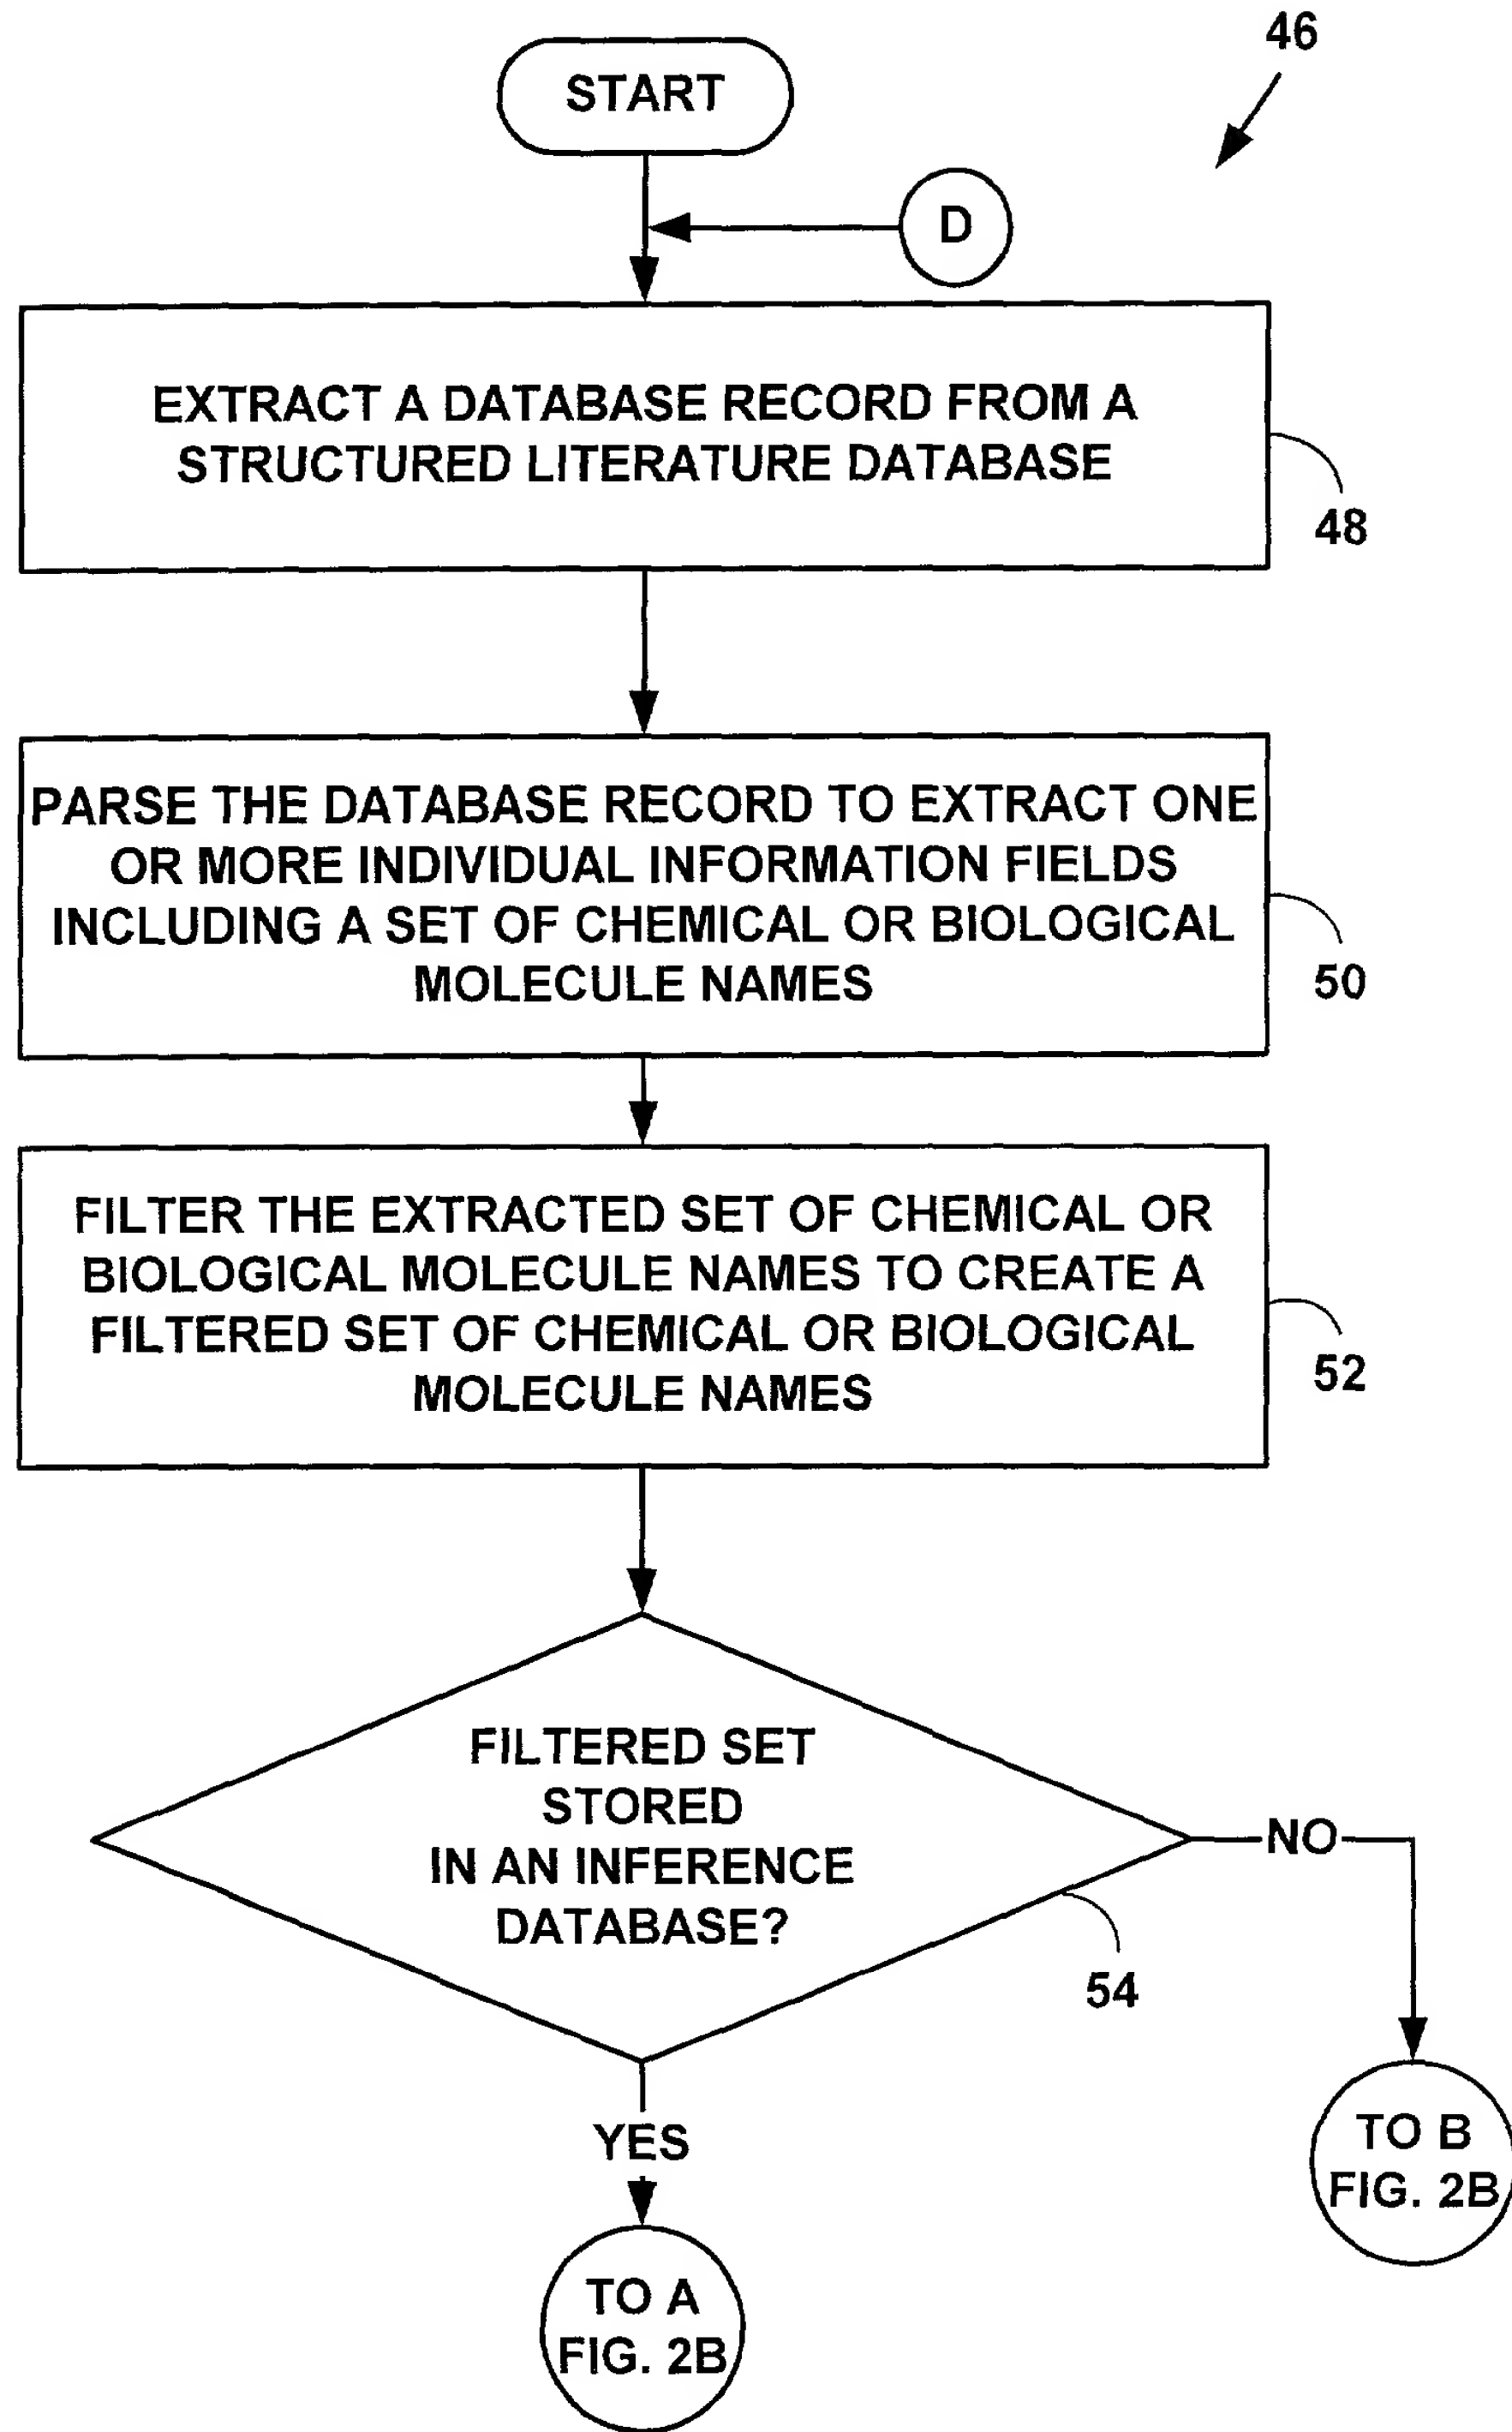 46
START
D
EXTRACT A DATABASE RECORD FROM A
STRUCTURED LITERATURE DATABASE
48
PARSE THE DATABASE RECORD TO EXTRACT ONE
OR MORE INDIVIDUAL INFORMATION FIELDS
INCLUDING A SET OF CHEMICAL OR BIOLOGICAL
MOLECULE NAMES
50
FILTER THE EXTRACTED SET OF CHEMICAL OR
BIOLOGICAL MOLECULE NAMES TO CREATE A
FILTERED SET OF CHEMICAL OR BIOLOGICAL
MOLECULE NAMES
52
FILTERED SET
STORED
IN AN INFERENCE
DATABASE?
NO
54
YES
TO B
FIG. 2B
TO A
FIG. 2B